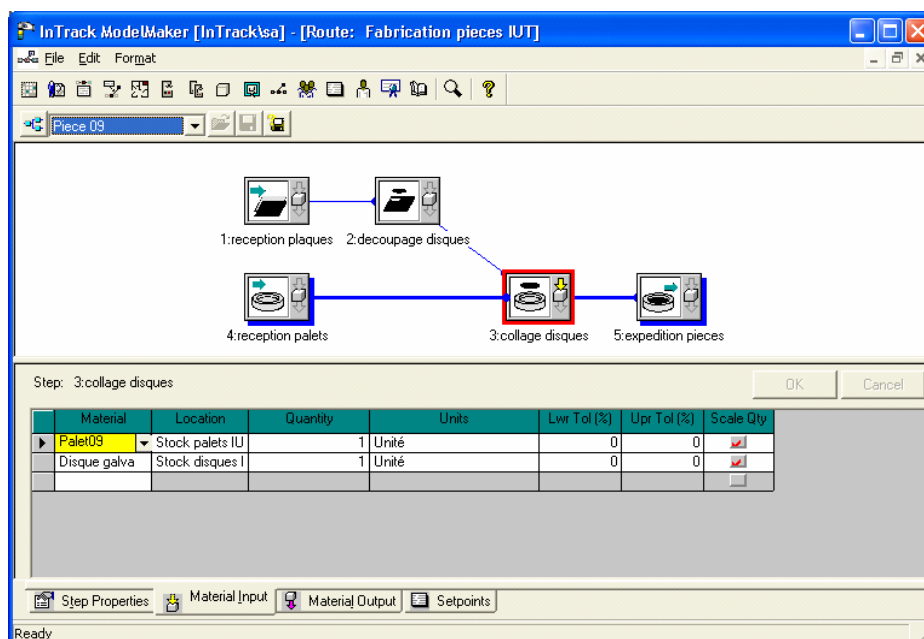 InTrack ModelMaker [InTrack\sa] - [Route: Fabrication pieces IUT]
File Edit Format
Piece 09
1:reception plaques 2:decoupage disques
4:reception palets 3:collage disques 5:expedition pieces
Step: 3:collage disques OK Cancel
Material Location Quantity Units Lwr Tol (%) Upr Tol (%) Scale Qty
Palet09 Stock palets IU 1 Unité 0 0
Disque galva Stock disques I 1 Unité 0 0
Step Properties Material Input Material Output Setpoints
Ready